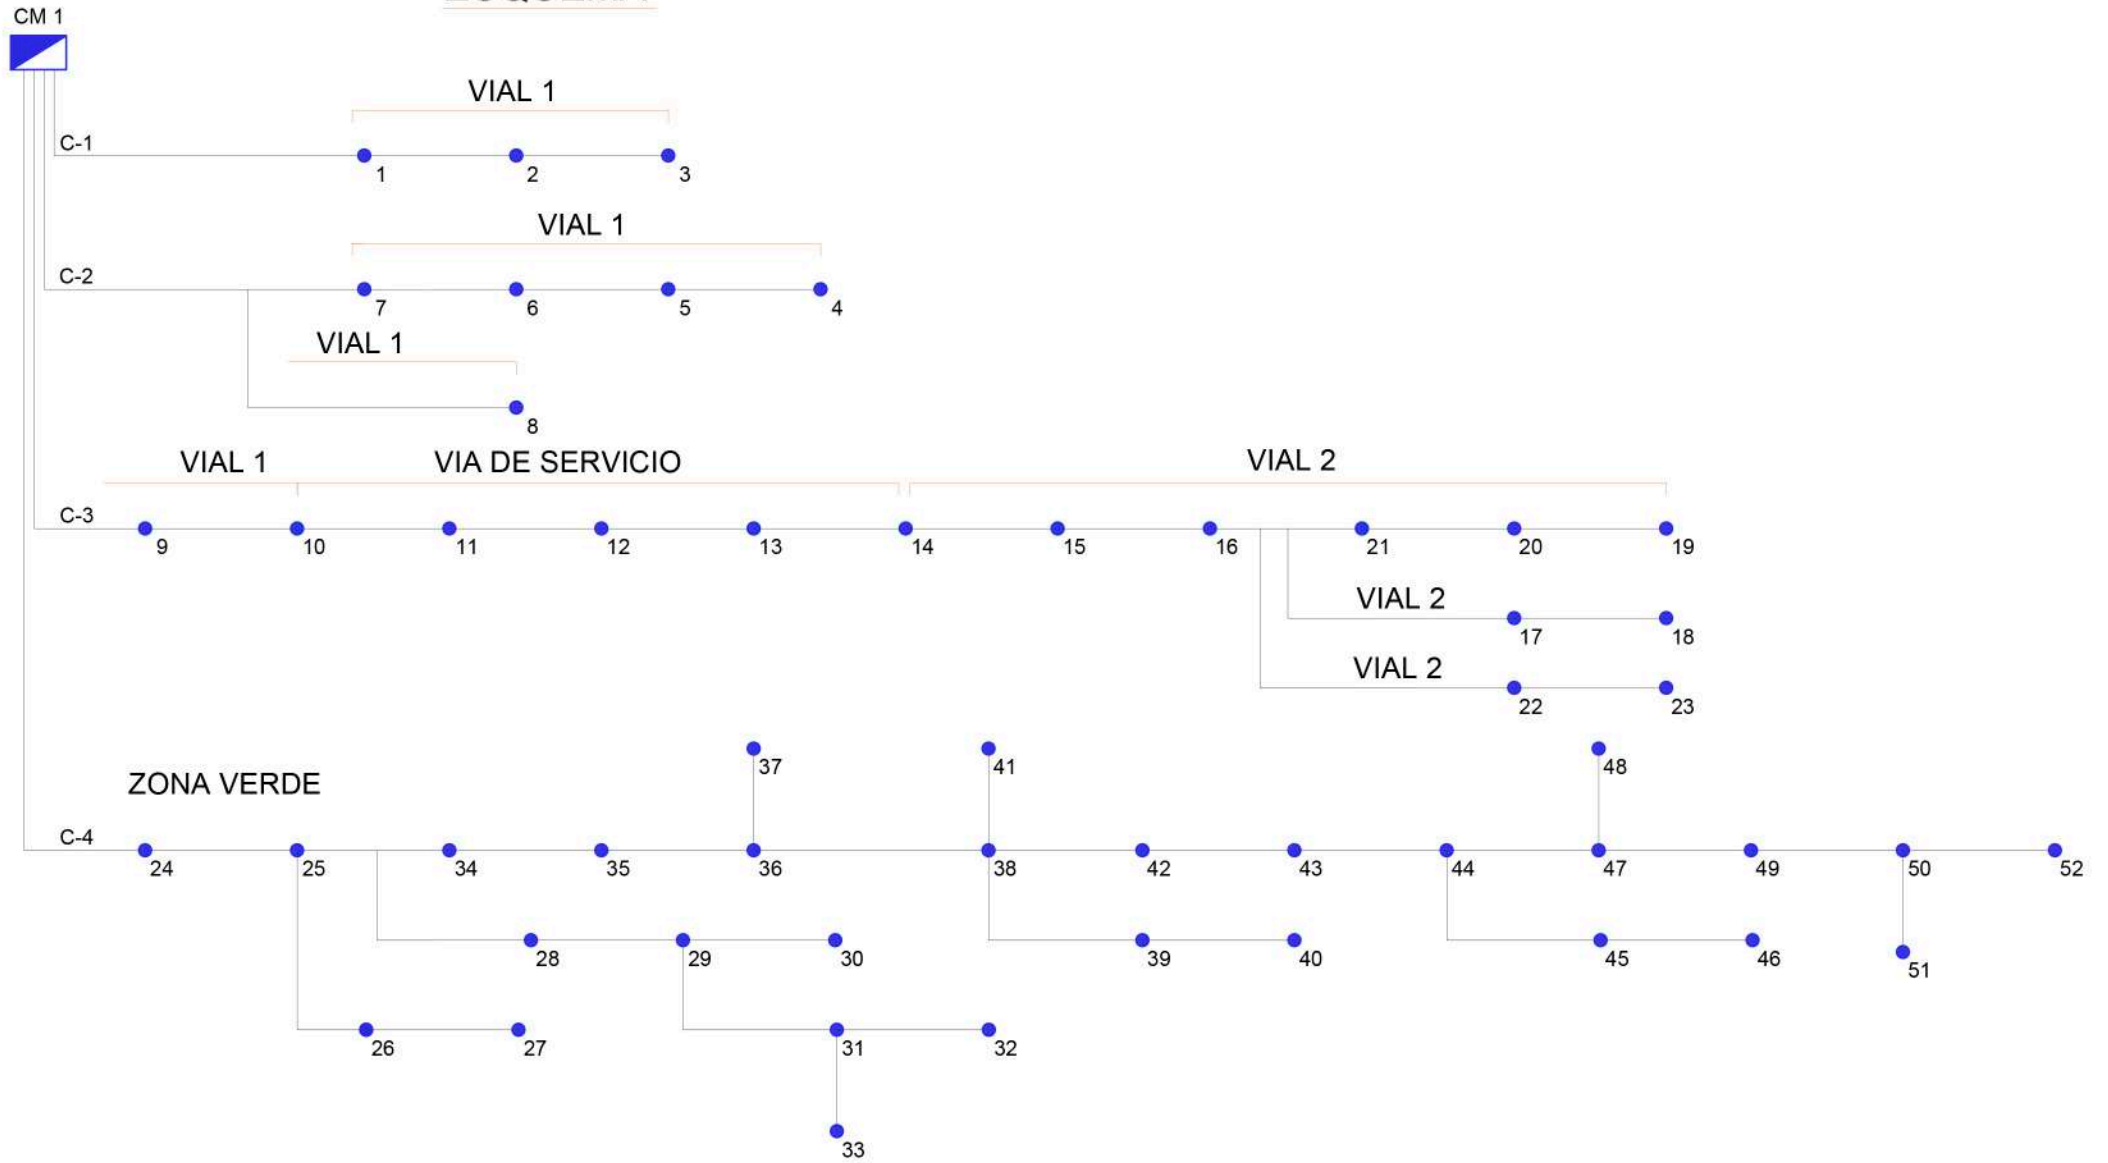 CM 1
VIAL 1
C-1
1 2 3
VIAL 1
C-2
7 6 5 4
VIAL 1
8
VIAL 1 VIA DE SERVICIO VIAL 2
C-3
9 10 11 12 13 14 15 16 21 20 19
VIAL 2
17 18
VIAL 2
22 23
37 41 48
ZONA VERDE
C-4
24 25 34 35 36 38 42 43 44 47 49 50 52
28 29 30 39 40 45 46 51
26 27 31 32
33